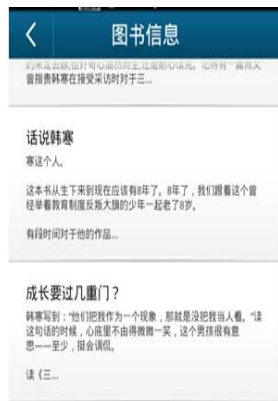 图书信息
曾指责韩寒在接受采访时对于三...
话说韩寒
寒这个人。
这本书从生下来到现在应该有8年了。8年了，我们跟着这个曾
经举着教育制度反叛大旗的少年一起老了8岁。
有段时间对于他的作品...
成长要过几重门？
韩寒写到：“他们把我作为一个现象，那就是没把我当人看。”读
这句话的时候，心底里不由得微微一笑，这个男孩很有意
思——至少，挺会调侃。
读《三...